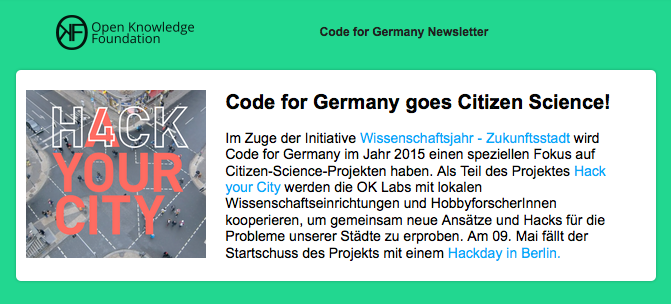 Open Knowledge
Foundation
Code for Germany Newsletter
H4CK
YOUR
CITY
Code for Germany goes Citizen Science!
Im Zuge der Initiative Wissenschaftsjahr - Zukunftsstadt wird
Code for Germany im Jahr 2015 einen speziellen Fokus auf
Citizen-Science-Projekten haben. Als Teil des Projektes Hack
your City werden die OK Labs mit lokalen
Wissenschaftseinrichtungen und HobbyforscherInnen
kooperieren, um gemeinsam neue Ansätze und Hacks für die
Probleme unserer Städte zu erproben. Am 09. Mai fällt der
Startschuss des Projekts mit einem Hackday in Berlin.